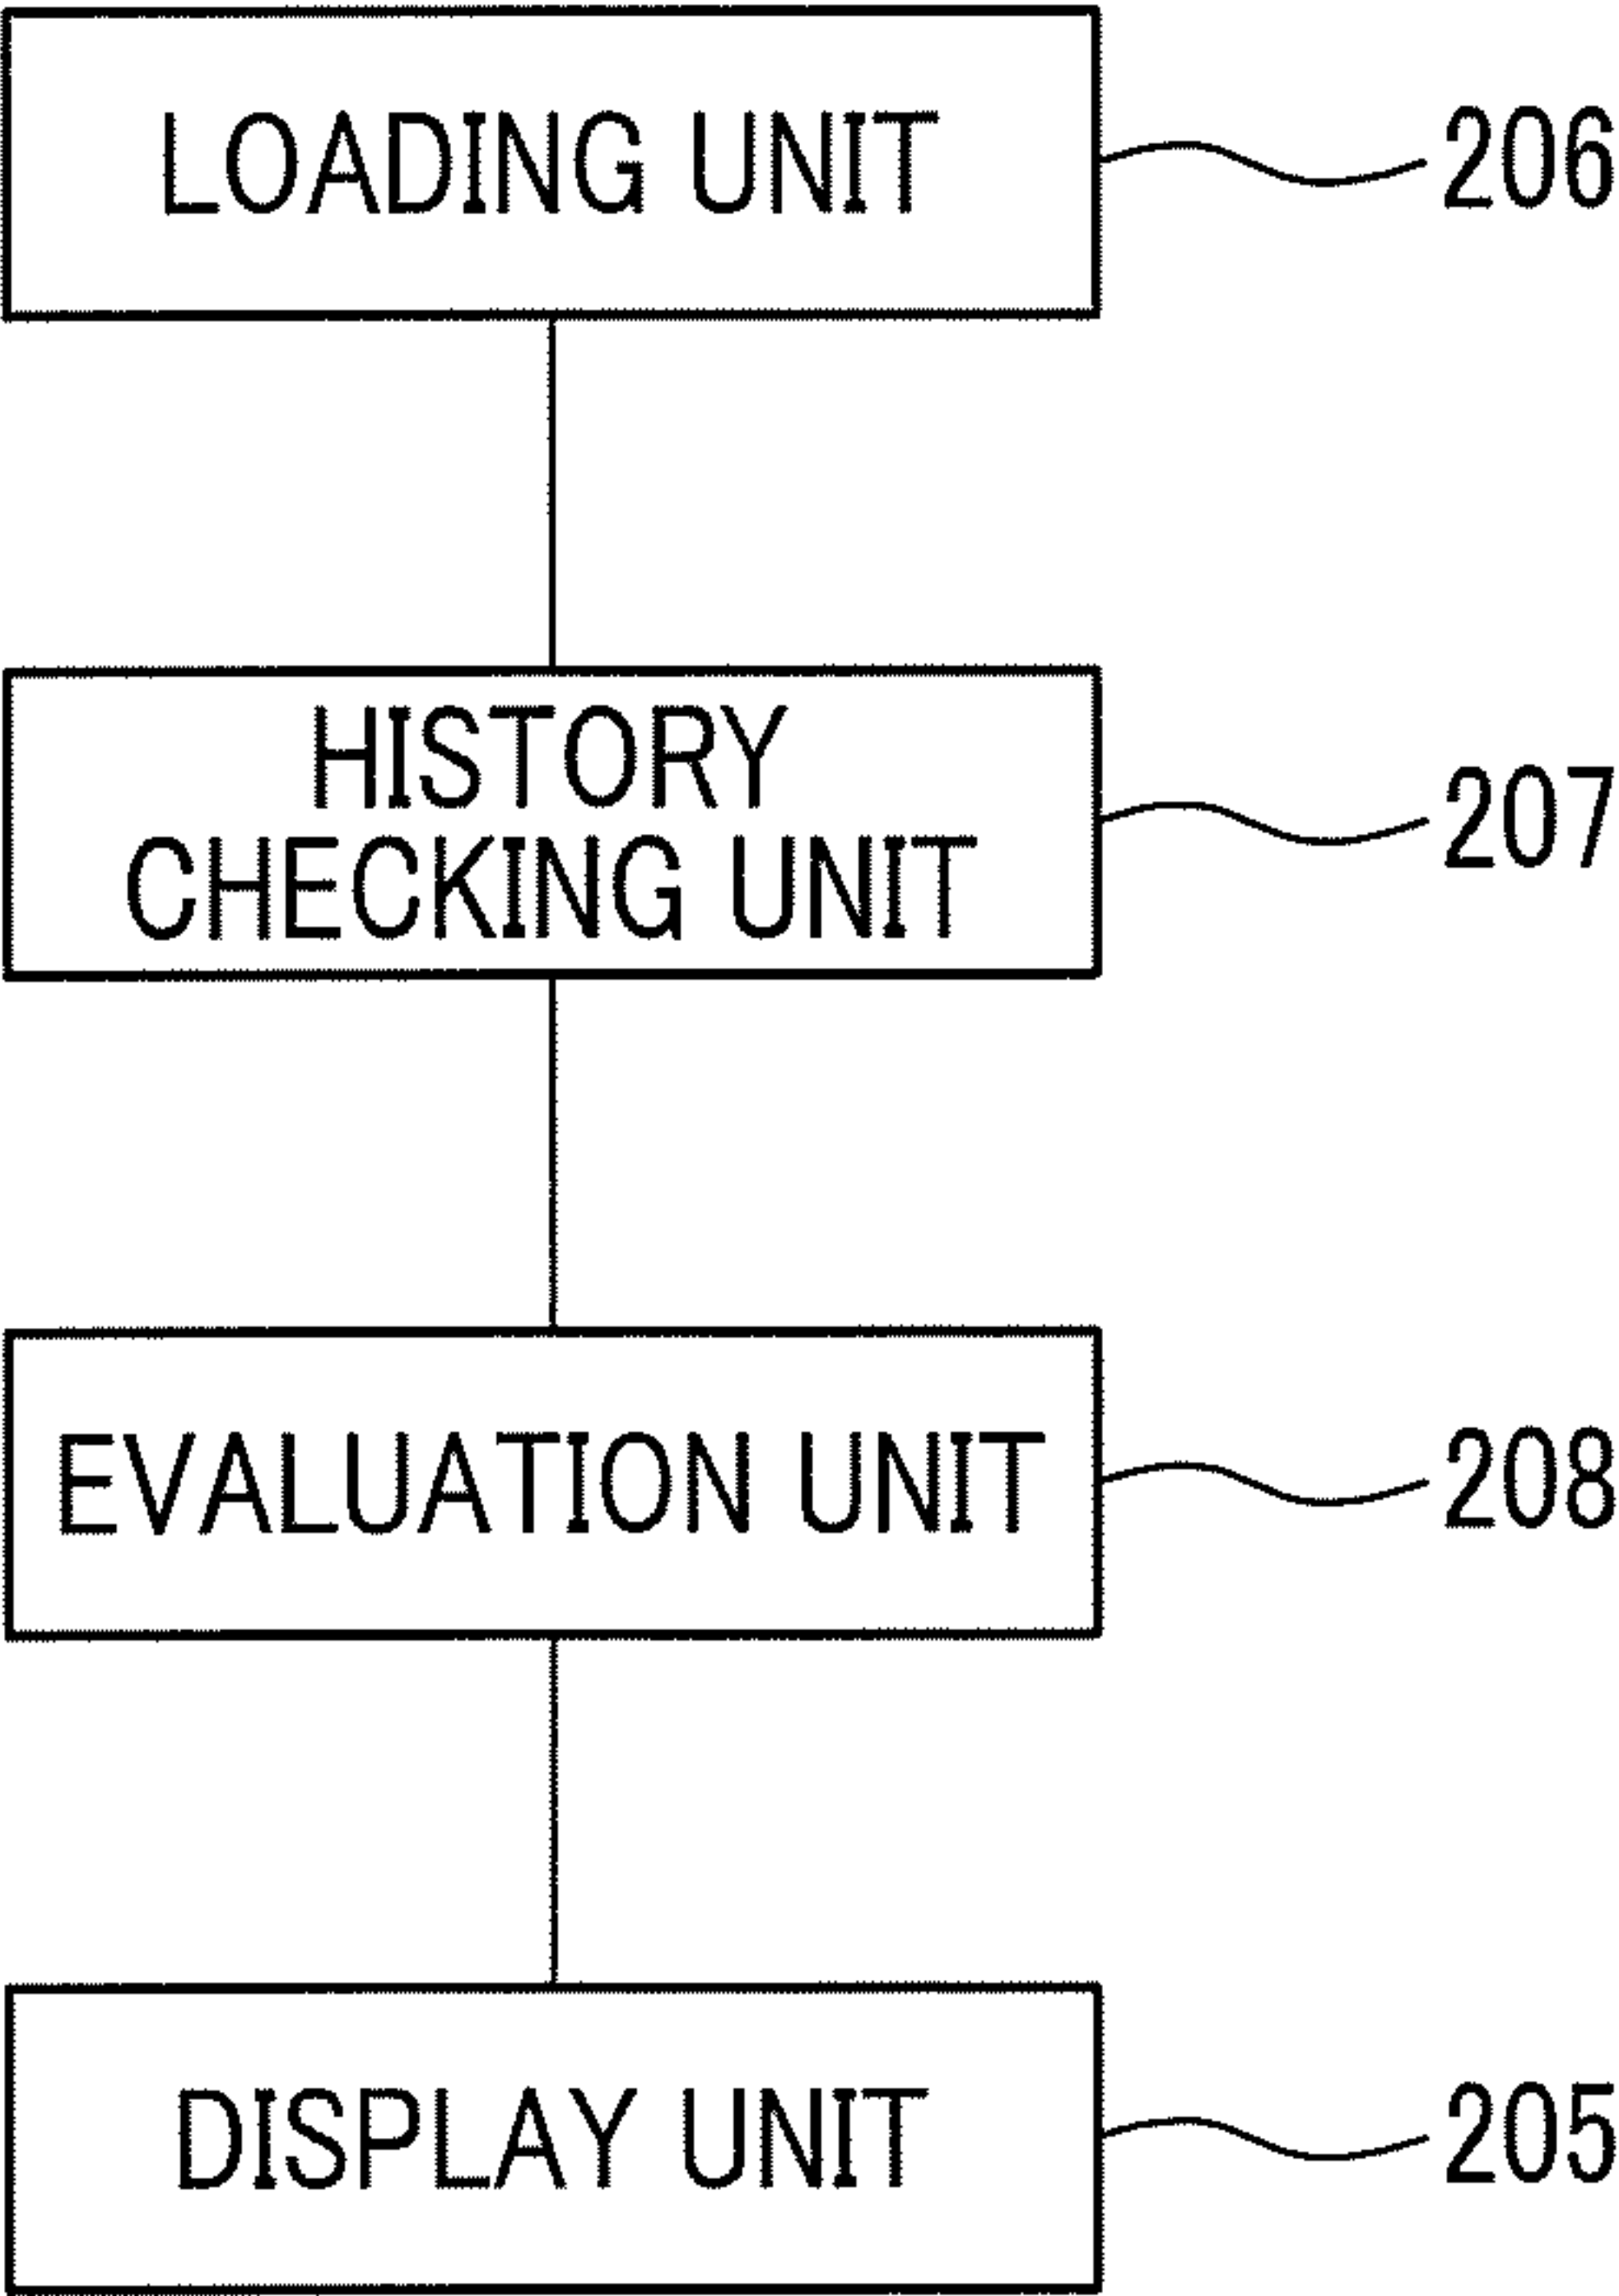 LOADING UNIT 206
HISTORY
CHECKING UNIT 207
EVALUATION UNIT 208
DISPLAY UNIT 205